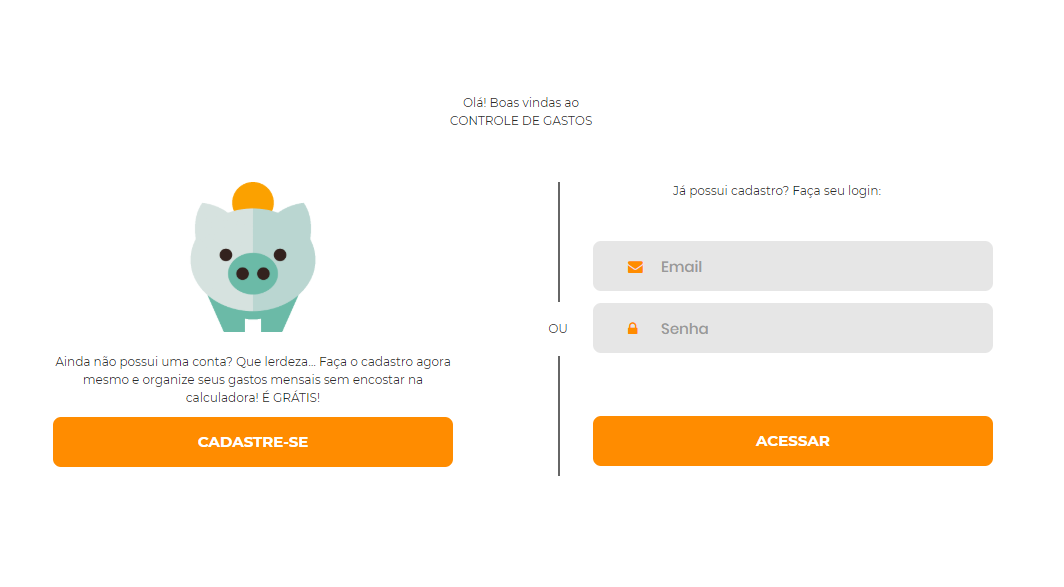 Olá! Boas vindas ao
CONTROLE DE GASTOS
Ainda não possui uma conta? Que lerdeza... Faça o cadastro agora
mesmo e organize seus gastos mensais sem encostar na
calculadora! É GRÁTIS!
CADASTRE-SE
OU
Já possui cadastro? Faça seu login:
Email
Senha
ACESSAR